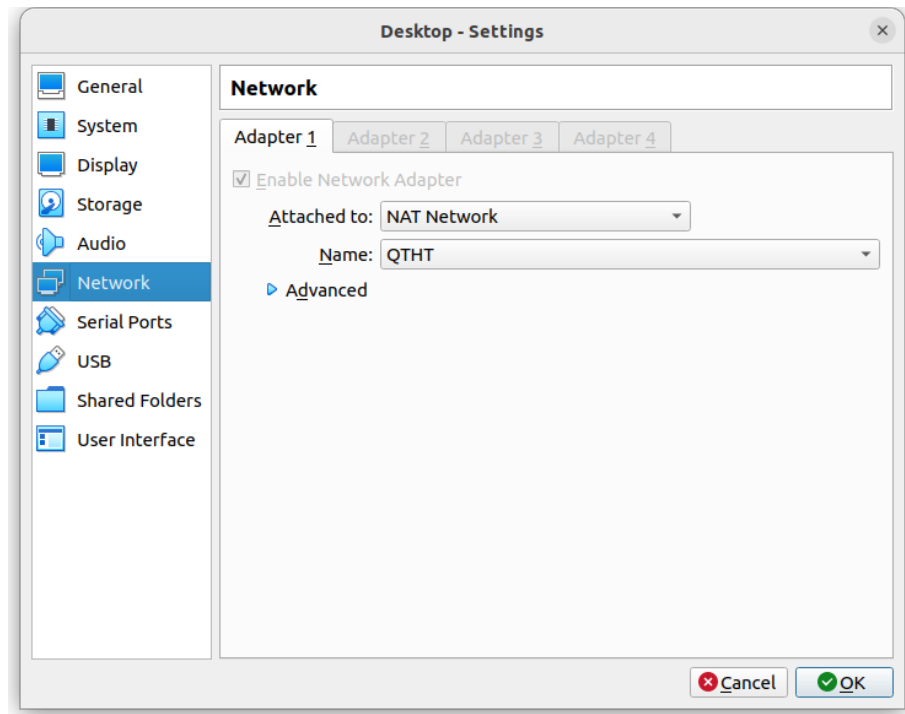 Desktop - Settings
General
System
Display
Storage
Audio
Network
Serial Ports
USB
Shared Folders
User Interface
Network
Adapter 1 Adapter 2 Adapter 3 Adapter 4
Enable Network Adapter
Attached to: NAT Network
Name: QTHT
Advanced
Cancel OK